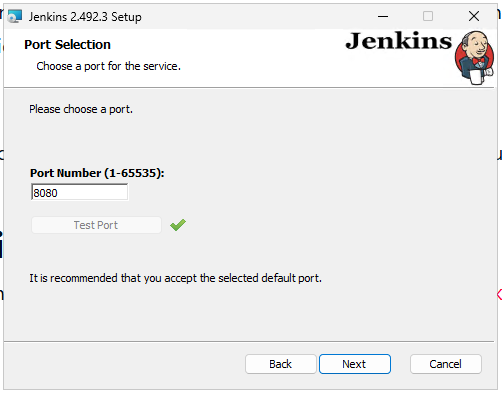 Jenkins 2.492.3 Setup
Port Selection
Choose a port for the service.
Jenkins
Please choose a port.
Port Number (1-65535):
8080
Test Port
It is recommended that you accept the selected default port.
Back
Next
Cancel